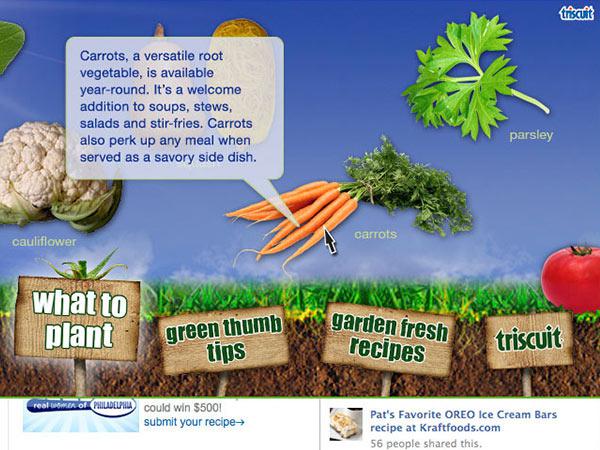 triscuit
Carrots, a versatile root
vegetable, is available
year-round. It's a welcome
addition to soups, stews,
salads and stir-fries. Carrots
also perk up any meal when
served as a savory side dish.
parsley
cauliflower
carrots
what to
plant
green thumb
tips
garden fresh
recipes
triscuit
real women of PHILADELPHIA
could win $500!
submit your recipe→
Pat's Favorite OREO Ice Cream Bars
recipe at Kraftfoods.com
56 people shared this.